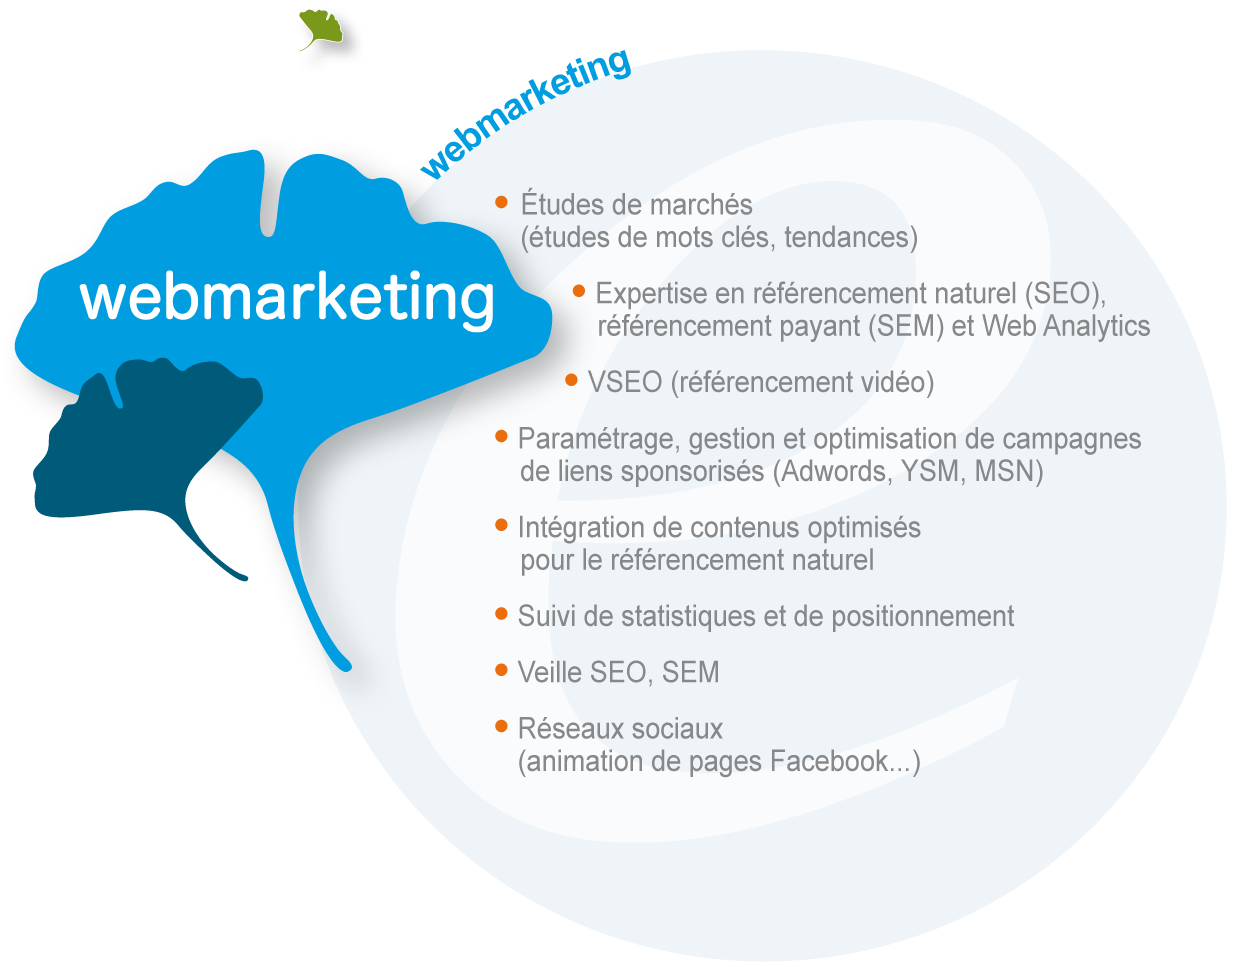 webmarketing
webmarketing
• Études de marchés
(études de mots clés, tendances)
• Expertise en référencement naturel (SEO),
référencement payant (SEM) et Web Analytics
• VSEO (référencement vidéo)
• Paramétrage, gestion et optimisation de campagnes
de liens sponsorisés (Adwords, YSM, MSN)
• Intégration de contenus optimisés
pour le référencement naturel
• Suivi de statistiques et de positionnement
• Veille SEO, SEM
• Réseaux sociaux
(animation de pages Facebook...)
e